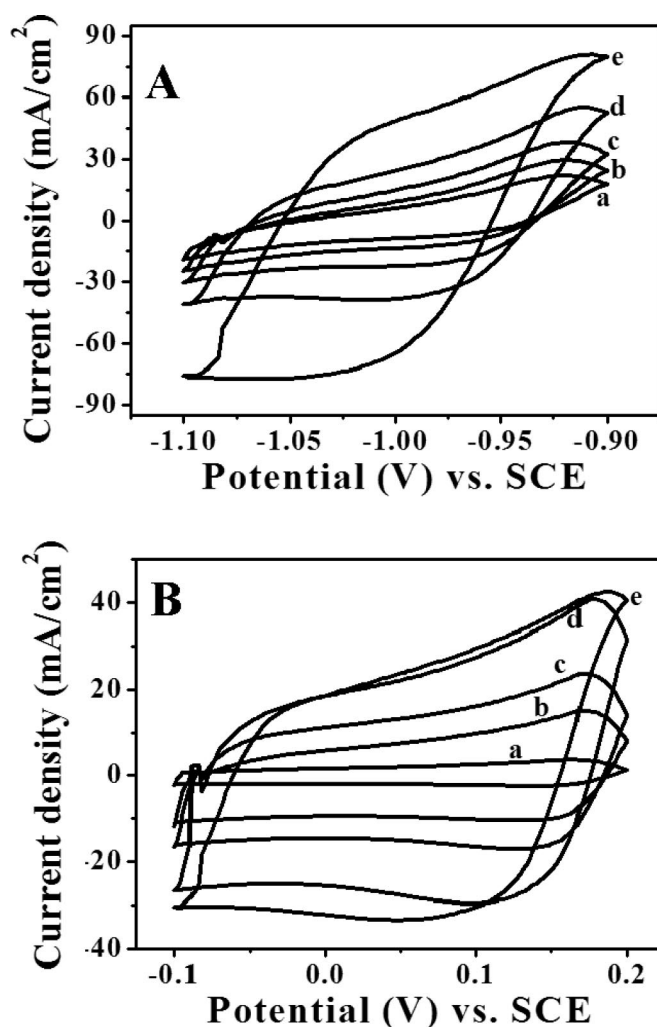 A
Current density (mA/cm²)
90
60
30
0
-30
-60
-90
e
d
c
b
a
-1.10
-1.05
-1.00
-0.95
-0.90
Potential (V) vs. SCE
B
Current density (mA/cm²)
40
20
0
-20
-40
e
d
c
b
a
-0.1
0.0
0.1
0.2
Potential (V) vs. SCE